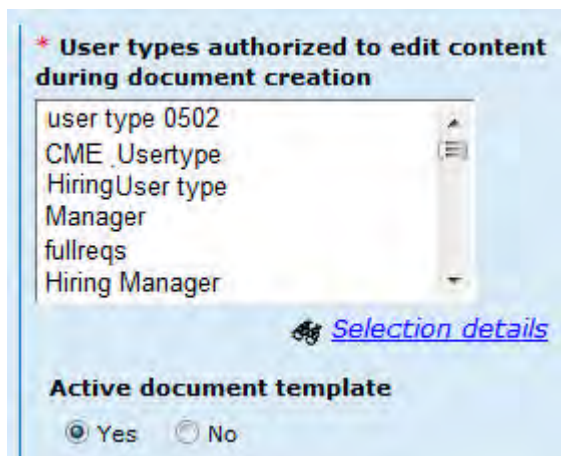 * User types authorized to edit content
during document creation
user type 0502
CME_Usertype
HiringUser type
Manager
fullreqs
Hiring Manager
Selection details
Active document template
Yes No